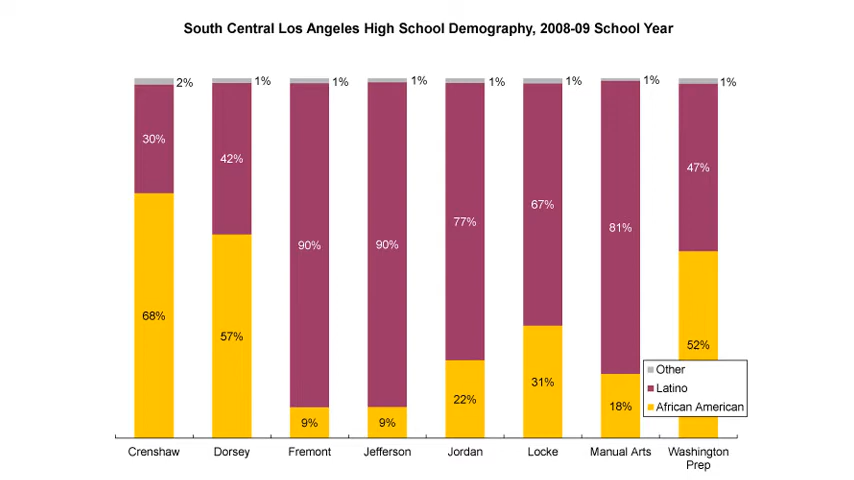 South Central Los Angeles High School Demography, 2008-09 School Year
2% 1% 1% 1% 1% 1% 1% 1%
30% 42% 90% 90% 77% 67% 81% 47%
68% 57% 9% 9% 22% 31% 18% 52%
Other
Latino
African American
Crenshaw Dorsey Fremont Jefferson Jordan Locke Manual Arts Washington
Prep